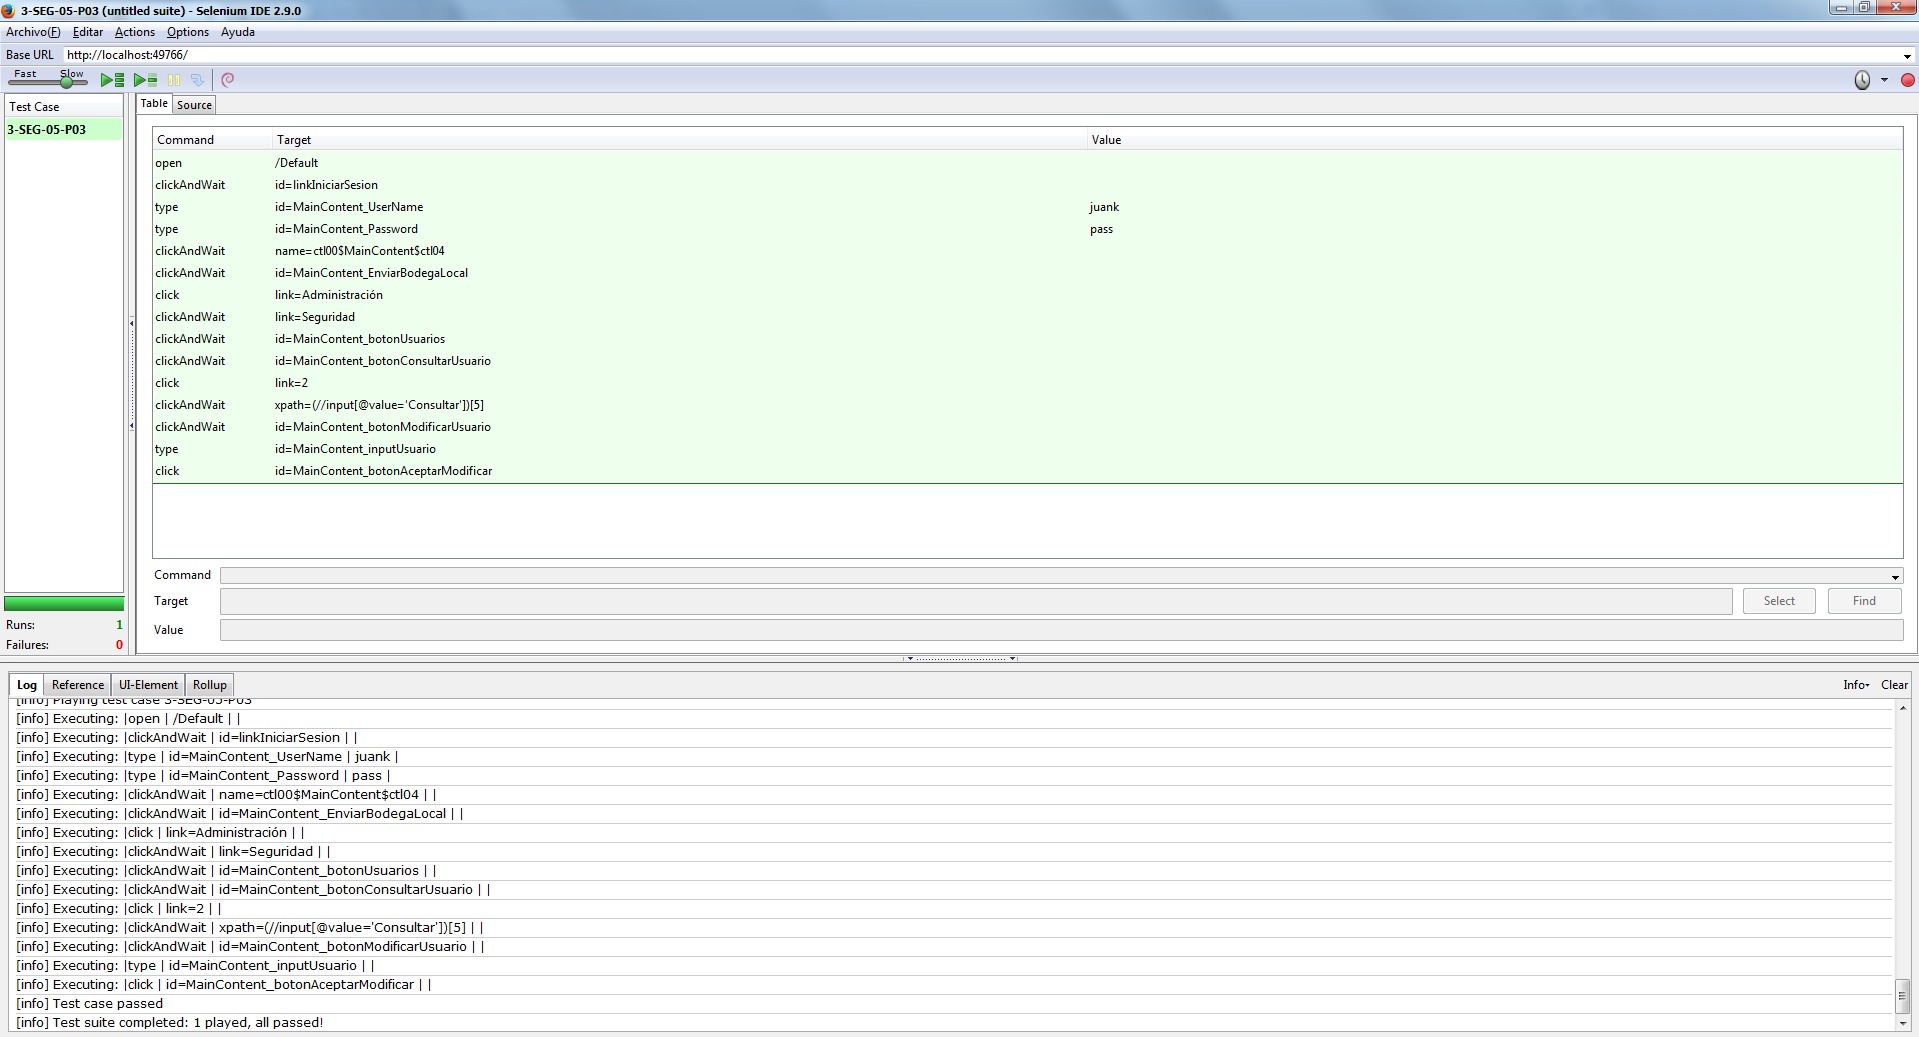 3-SEG-05-P03 (untitled suite) - Selenium IDE 2.9.0
Archivo(F) Editar Actions Options Ayuda
Base URL http://localhost:49766/
Fast Slow
Test Case
3-SEG-05-P03
Table Source
Command Target Value
open /Default
clickAndWait id=linkIniciarSesion
type id=MainContent_UserName juank
type id=MainContent_Password pass
clickAndWait name=ctl00$MainContent$ctl04
clickAndWait id=MainContent_EnviarBodegaLocal
click link=Administración
clickAndWait link=Seguridad
clickAndWait id=MainContent_botonUsuarios
clickAndWait id=MainContent_botonConsultarUsuario
click link=2
clickAndWait xpath=(//input[@value='Consultar'])[5]
clickAndWait id=MainContent_botonModificarUsuario
type id=MainContent_inputUsuario
click id=MainContent_botonAceptarModificar
Command
Target Select Find
Value
Runs: 1
Failures: 0
Log Reference UI-Element Rollup Info Clear
[info] Playing test case 3-SEG-05-P03
[info] Executing: |open | /Default | |
[info] Executing: |clickAndWait | id=linkIniciarSesion | |
[info] Executing: |type | id=MainContent_UserName | juank |
[info] Executing: |type | id=MainContent_Password | pass |
[info] Executing: |clickAndWait | name=ctl00$MainContent$ctl04 | |
[info] Executing: |clickAndWait | id=MainContent_EnviarBodegaLocal | |
[info] Executing: |click | link=Administración | |
[info] Executing: |clickAndWait | link=Seguridad | |
[info] Executing: |clickAndWait | id=MainContent_botonUsuarios | |
[info] Executing: |clickAndWait | id=MainContent_botonConsultarUsuario | |
[info] Executing: |click | link=2 | |
[info] Executing: |clickAndWait | xpath=(//input[@value='Consultar'])[5] | |
[info] Executing: |clickAndWait | id=MainContent_botonModificarUsuario | |
[info] Executing: |type | id=MainContent_inputUsuario | |
[info] Executing: |click | id=MainContent_botonAceptarModificar | |
[info] Test case passed
[info] Test suite completed: 1 played, all passed!